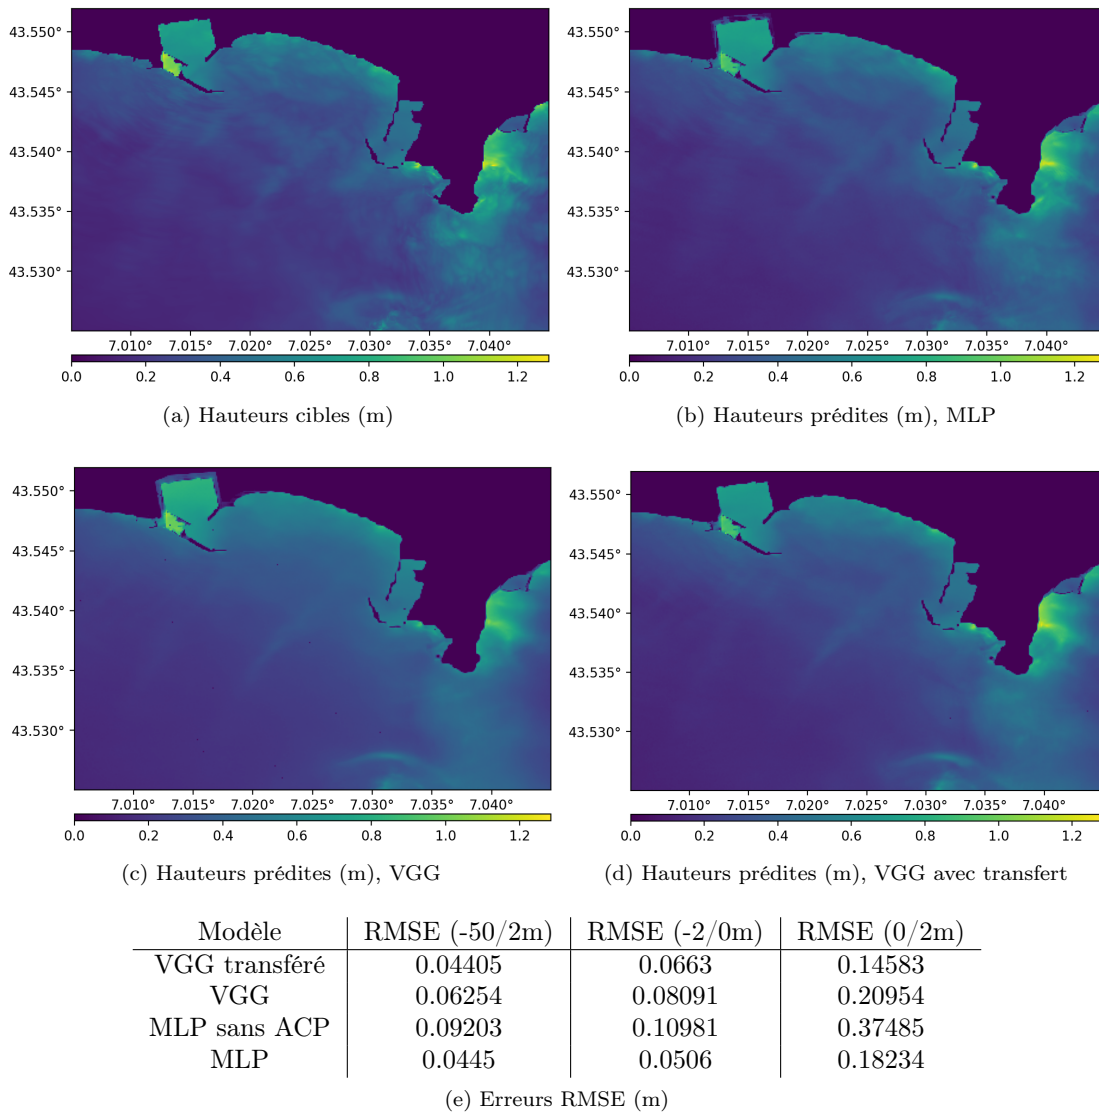 43.550°
43.545°
43.540°
43.535°
43.530°
7.010° 7.015° 7.020° 7.025° 7.030° 7.035° 7.040°
0.0 0.2 0.4 0.6 0.8 1.0 1.2
(a) Hauteurs cibles (m)
43.550°
43.545°
43.540°
43.535°
43.530°
7.010° 7.015° 7.020° 7.025° 7.030° 7.035° 7.040°
0.0 0.2 0.4 0.6 0.8 1.0 1.2
(b) Hauteurs prédites (m), MLP
43.550°
43.545°
43.540°
43.535°
43.530°
7.010° 7.015° 7.020° 7.025° 7.030° 7.035° 7.040°
0.0 0.2 0.4 0.6 0.8 1.0 1.2
(c) Hauteurs prédites (m), VGG
43.550°
43.545°
43.540°
43.535°
43.530°
7.010° 7.015° 7.020° 7.025° 7.030° 7.035° 7.040°
0.0 0.2 0.4 0.6 0.8 1.0 1.2
(d) Hauteurs prédites (m), VGG avec transfert
Modèle RMSE (-50/2m) RMSE (-2/0m) RMSE (0/2m)
VGG transféré 0.04405 0.0663 0.14583
VGG 0.06254 0.08091 0.20954
MLP sans ACP 0.09203 0.10981 0.37485
MLP 0.0445 0.0506 0.18234
(e) Erreurs RMSE (m)